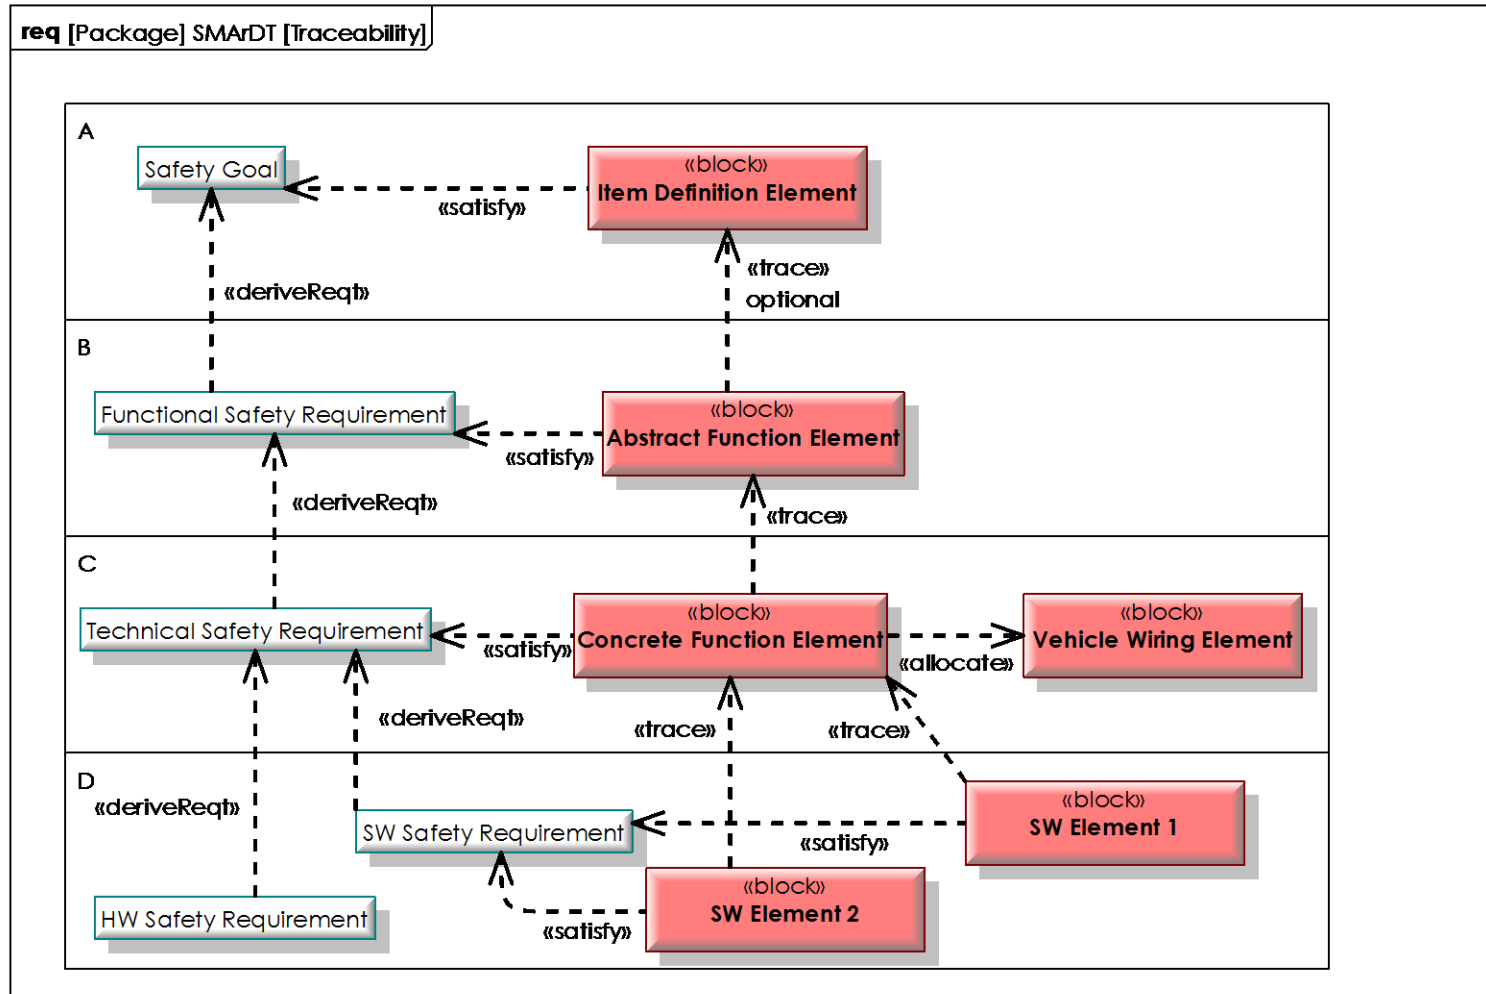 req [Package] SMArDT [Traceability]
A
Safety Goal
«block»
Item Definition Element
«satisfy»
«trace»
optional
«deriveReqt»
B
Functional Safety Requirement
«block»
Abstract Function Element
«satisfy»
«deriveReqt»
«trace»
C
Technical Safety Requirement
«block»
Concrete Function Element
«block»
Vehicle Wiring Element
«satisfy»
«allocate»
«deriveReqt»
«trace»
«trace»
D
«deriveReqt»
SW Safety Requirement
«block»
SW Element 1
«satisfy»
«block»
SW Element 2
HW Safety Requirement
«satisfy»